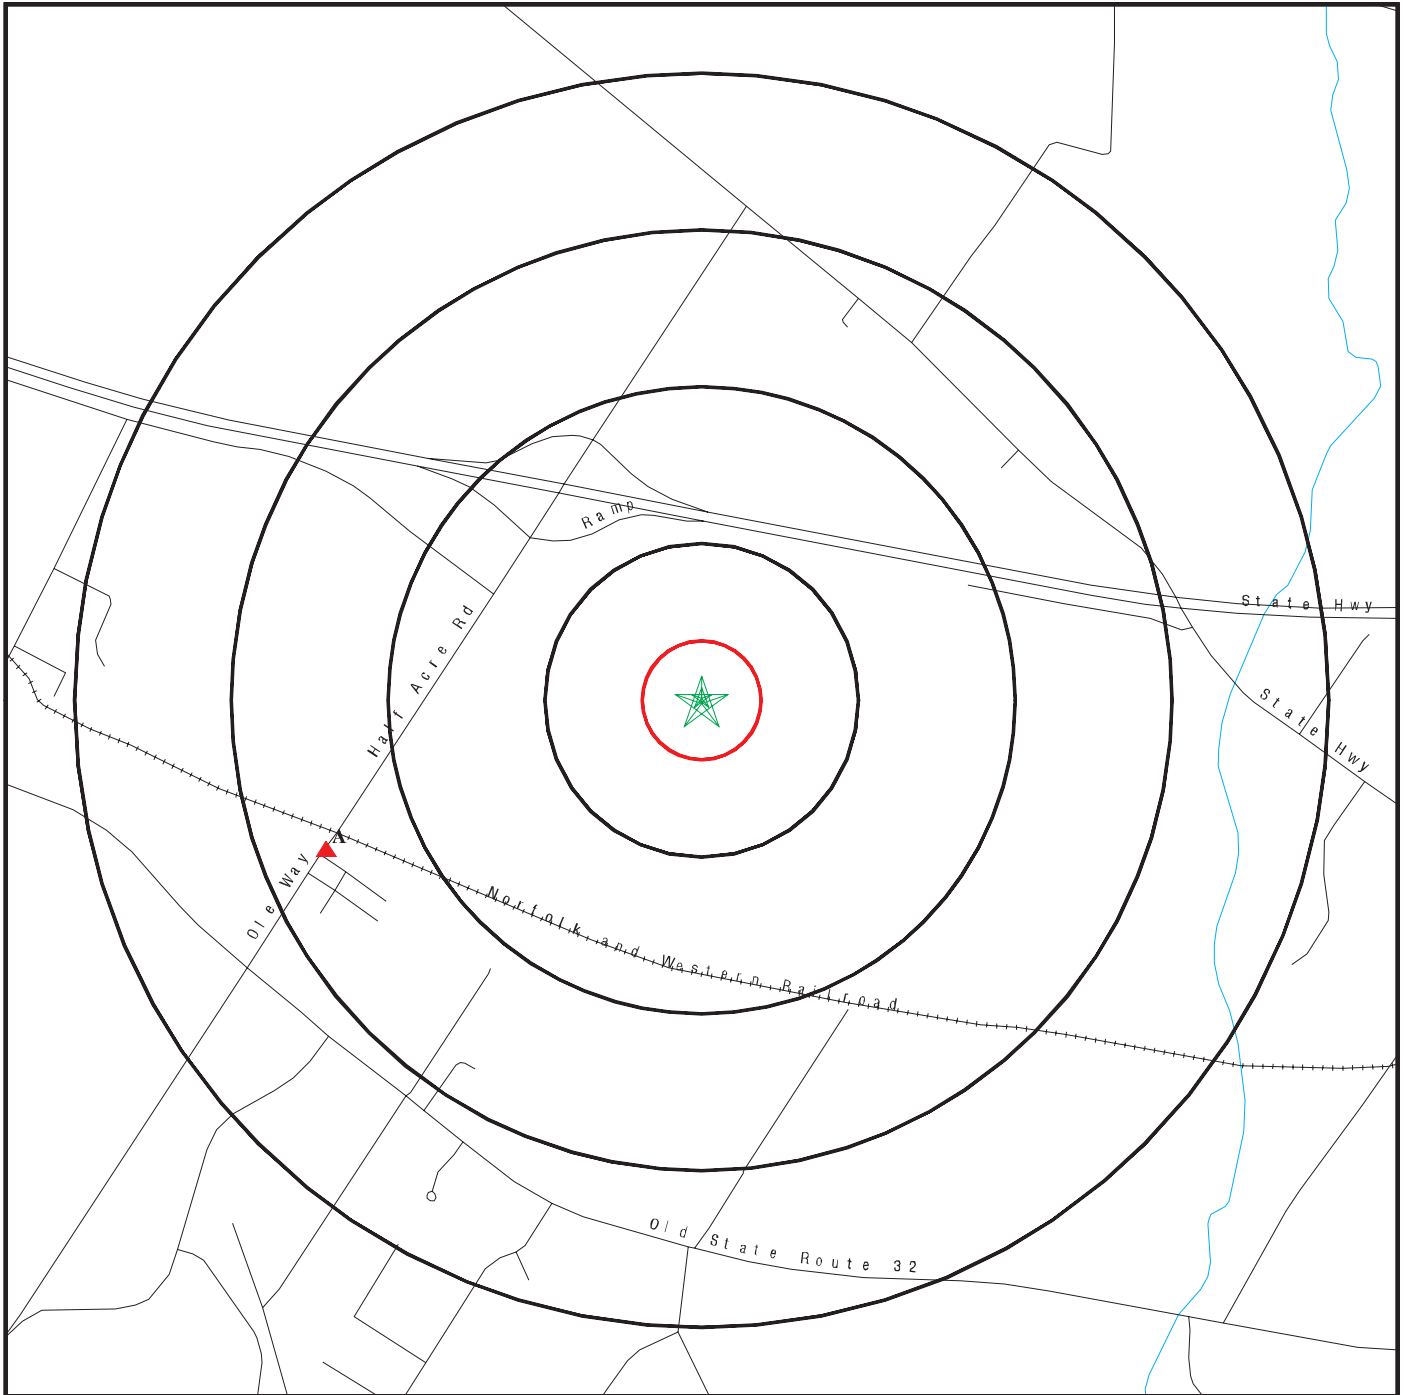 Ramp
State Hwy
Half Acre Rd
State Hwy
A
Ole Way
Norfolk and Western Railroad
Old State Route 32